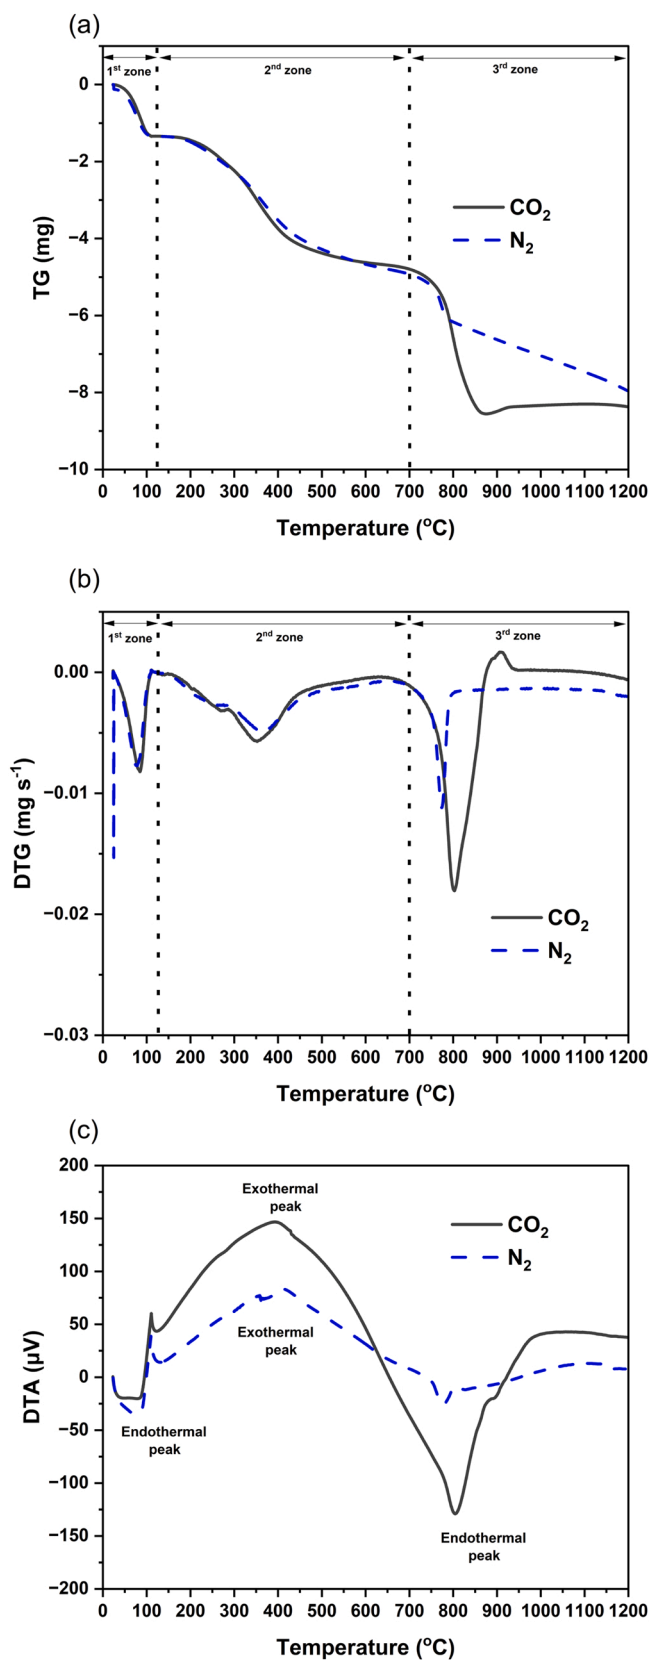 (a)
1st zone
2nd zone
3rd zone
0
−2
−4
−6
−8
−10
TG (mg)
CO2
N2
0 100 200 300 400 500 600 700 800 900 1000 1100 1200
Temperature (oC)
(b)
1st zone
2nd zone
3rd zone
0.00
−0.01
−0.02
−0.03
DTG (mg s-1)
CO2
N2
0 100 200 300 400 500 600 700 800 900 1000 1100 1200
Temperature (oC)
(c)
200
150
100
50
0
−50
−100
−150
−200
DTA (µV)
Exothermal
peak
CO2
N2
Exothermal
peak
Endothermal
peak
Endothermal
peak
0 100 200 300 400 500 600 700 800 900 1000 1100 1200
Temperature (oC)